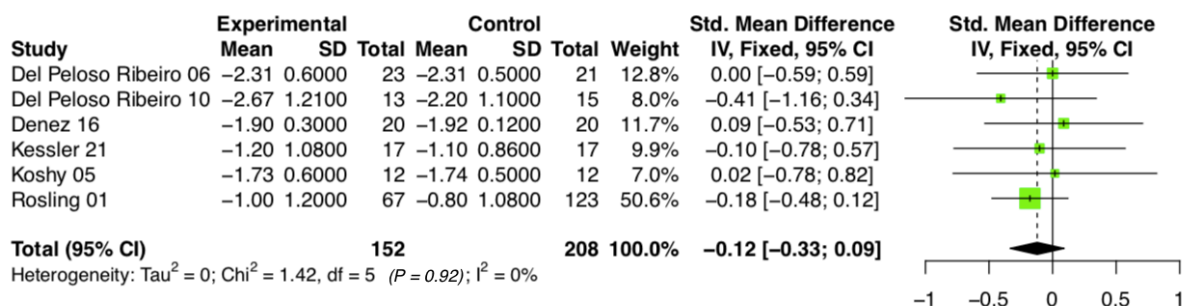 Experimental Control Std. Mean Difference Std. Mean Difference
Study Mean SD Total Mean SD Total Weight IV, Fixed, 95% CI IV, Fixed, 95% CI
Del Peloso Ribeiro 06 −2.31 0.6000 23 −2.31 0.5000 21 12.8% 0.00 [−0.59; 0.59]
Del Peloso Ribeiro 10 −2.67 1.2100 13 −2.20 1.1000 15 8.0% −0.41 [−1.16; 0.34]
Denez 16 −1.90 0.3000 20 −1.92 0.1200 20 11.7% 0.09 [−0.53; 0.71]
Kessler 21 −1.20 1.0800 17 −1.10 0.8600 17 9.9% −0.10 [−0.78; 0.57]
Koshy 05 −1.73 0.6000 12 −1.74 0.5000 12 7.0% 0.02 [−0.78; 0.82]
Rosling 01 −1.00 1.2000 67 −0.80 1.0800 123 50.6% −0.18 [−0.48; 0.12]
Total (95% CI) 152 208 100.0% −0.12 [−0.33; 0.09]
Heterogeneity: Tau² = 0; Chi² = 1.42, df = 5 (P = 0.92); I² = 0%
−1 −0.5 0 0.5 1